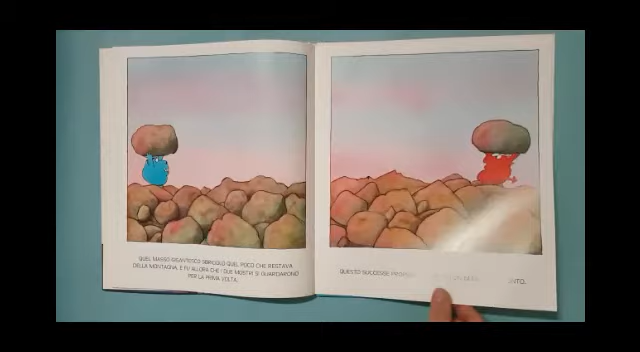 QUEL MASSO GIGANTESCO SBRICIOLÒ QUEL POCO CHE RESTAVA
DELLA MONTAGNA. E FU ALLORA CHE I DUE MOSTRI SI GUARDARONO
PER LA PRIMA VOLTA.
QUESTO SUCCESSE